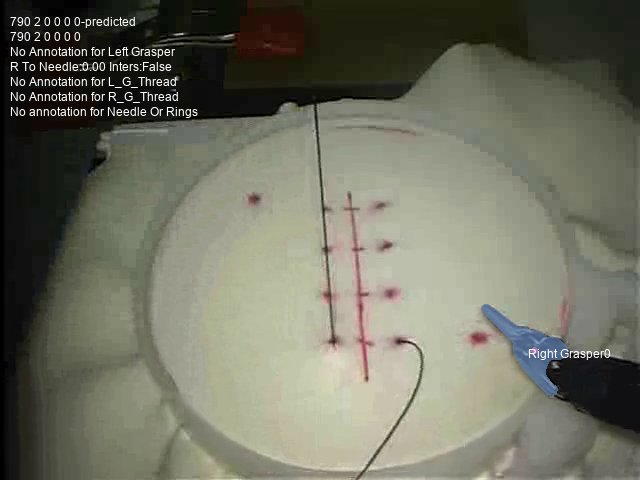 790 2 0 0 0 0-predicted
790 2 0 0 0 0
No Annotation for Left Grasper
R To Needle:0.00 Inters:False
No Annotation for L_G_Thread
No Annotation for R_G_Thread
No annotation for Needle Or Rings
Right Grasper0